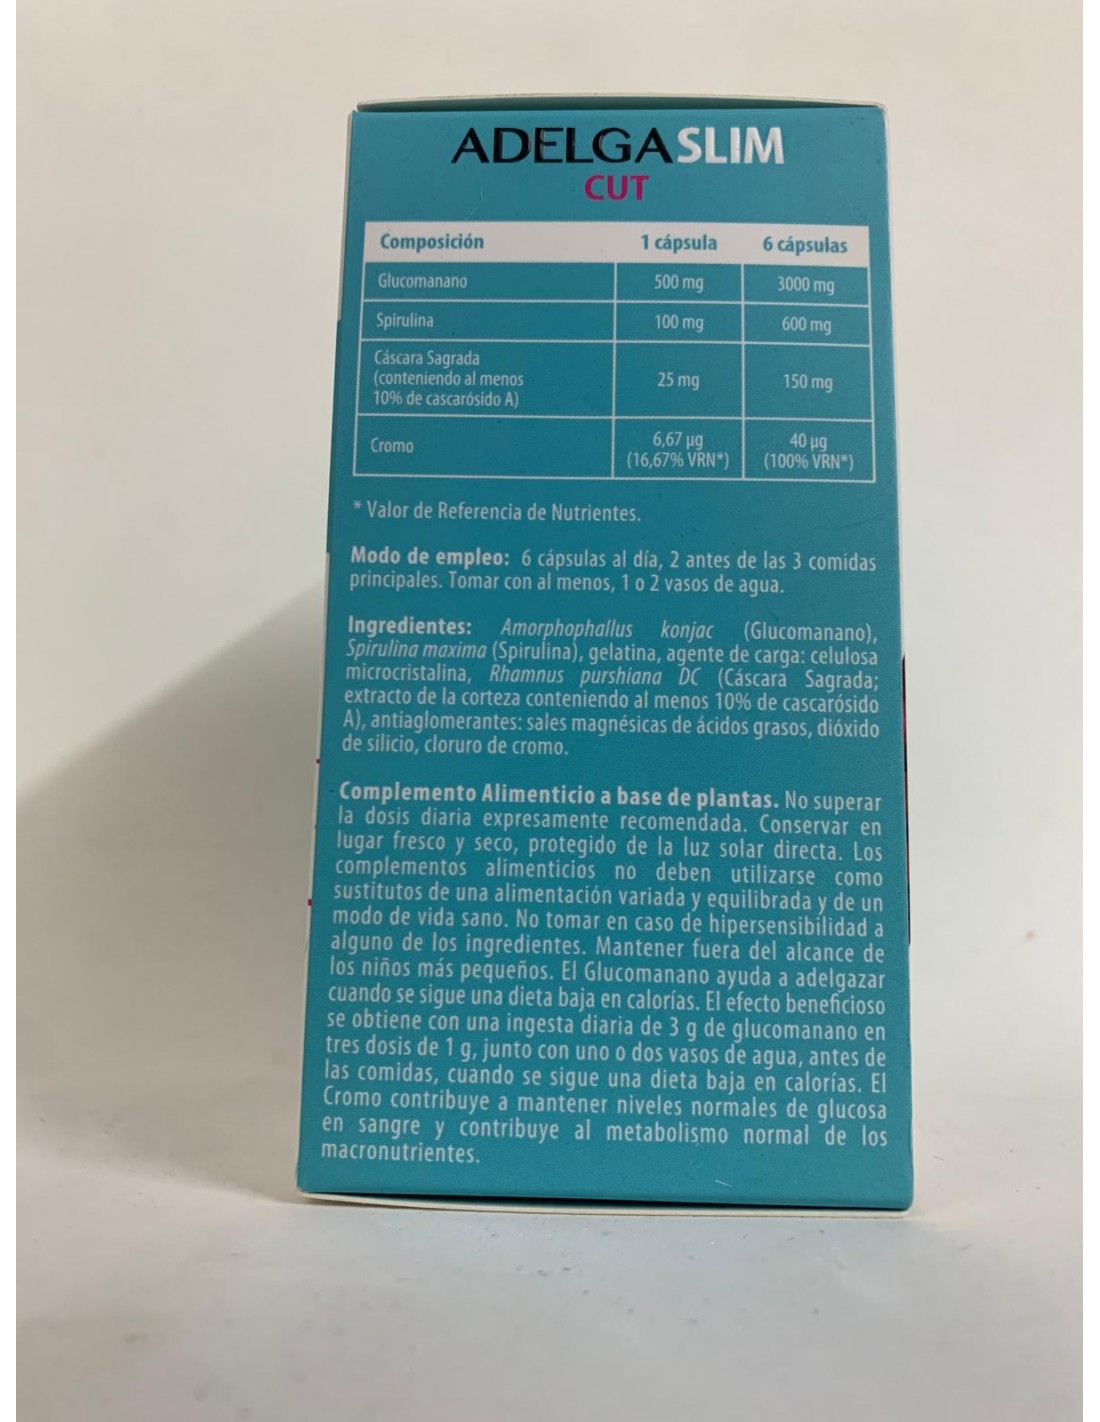 ADELGASLIM
CUT
Composición 1 cápsula 6 cápsulas
Glucomanano 500 mg 3000 mg
Spirulina 100 mg 600 mg
Cáscara Sagrada
(conteniendo al menos 25 mg 150 mg
10% de cascarósido A)
Cromo 6,67 µg 40 µg
(16,67% VRN*) (100% VRN*)
* Valor de Referencia de Nutrientes.
Modo de empleo: 6 cápsulas al día, 2 antes de las 3 comidas
principales. Tomar con al menos, 1 o 2 vasos de agua.
Ingredientes: Amorphophallus konjac (Glucomanano),
Spirulina maxima (Spirulina), gelatina, agente de carga: celulosa
microcristalina, Rhamnus purshiana DC (Cáscara Sagrada;
extracto de la corteza conteniendo al menos 10% de cascarósido
A), antiaglomerantes: sales magnésicas de ácidos grasos, dióxido
de silicio, cloruro de cromo.
Complemento Alimenticio a base de plantas. No superar
la dosis diaria expresamente recomendada. Conservar en
lugar fresco y seco, protegido de la luz solar directa. Los
complementos alimenticios no deben utilizarse como
sustitutos de una alimentación variada y equilibrada y de un
modo de vida sano. No tomar en caso de hipersensibilidad a
alguno de los ingredientes. Mantener fuera del alcance de
los niños más pequeños. El Glucomanano ayuda a adelgazar
cuando se sigue una dieta baja en calorías. El efecto beneficioso
se obtiene con una ingesta diaria de 3 g de glucomanano en
tres dosis de 1 g, junto con uno o dos vasos de agua, antes de
las comidas, cuando se sigue una dieta baja en calorías. El
Cromo contribuye a mantener niveles normales de glucosa
en sangre y contribuye al metabolismo normal de los
macronutrientes.